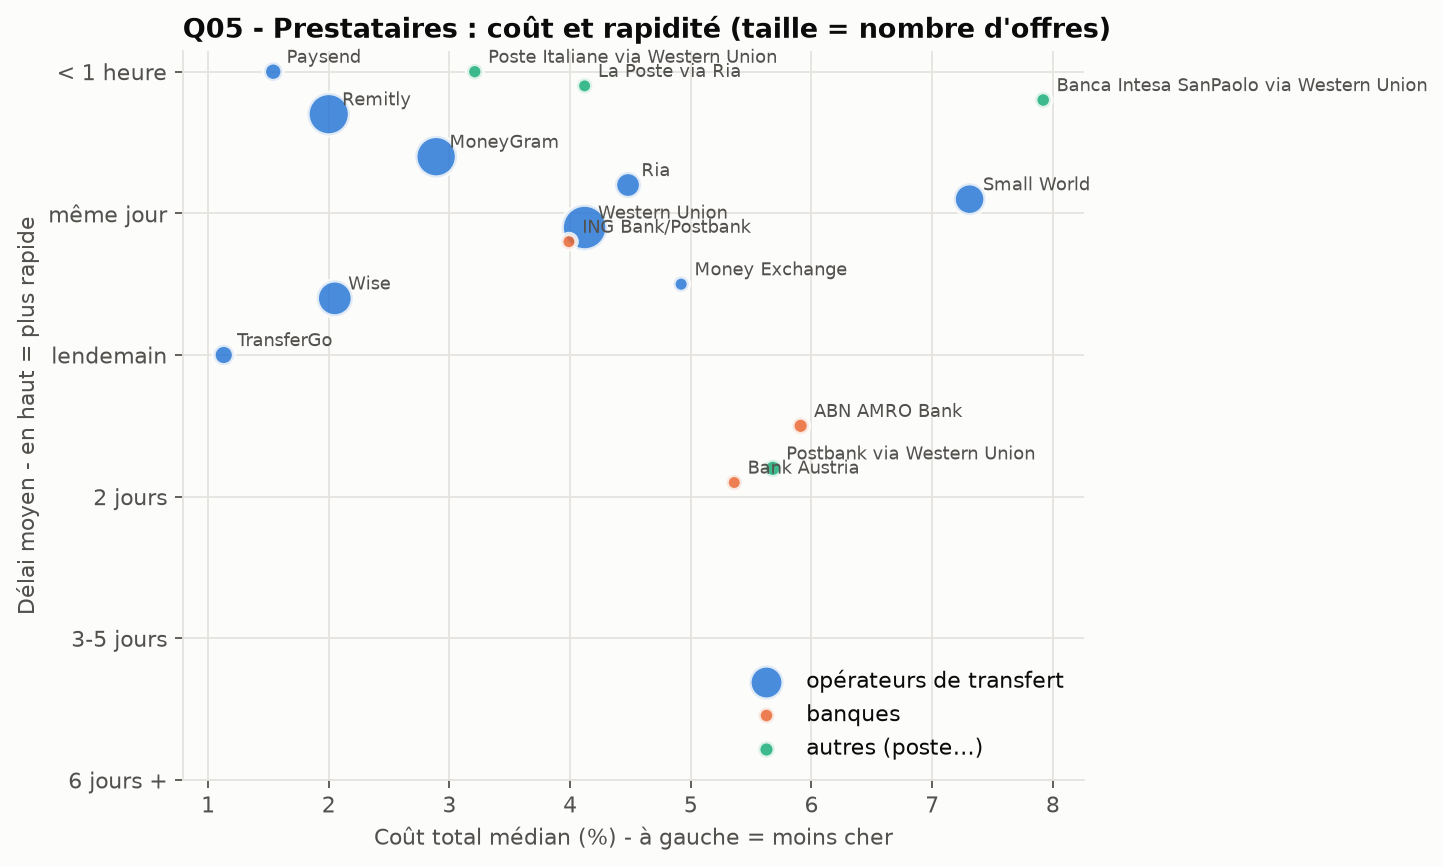 Q05 - Prestataires : coût et rapidité (taille = nombre d'offres)
Paysend
Poste Italiane via Western Union
< 1 heure
La Poste via Ria
Banca Intesa SanPaolo via Western Union
Remitly
MoneyGram
Ria
Small World
même jour
Western Union
ING Bank/Postbank
Money Exchange
Wise
TransferGo
lendemain
ABN AMRO Bank
Postbank via Western Union
Bank Austria
2 jours
3-5 jours
6 jours +
Délai moyen - en haut = plus rapide
opérateurs de transfert
banques
autres (poste...)
1 2 3 4 5 6 7 8
Coût total médian (%) - à gauche = moins cher